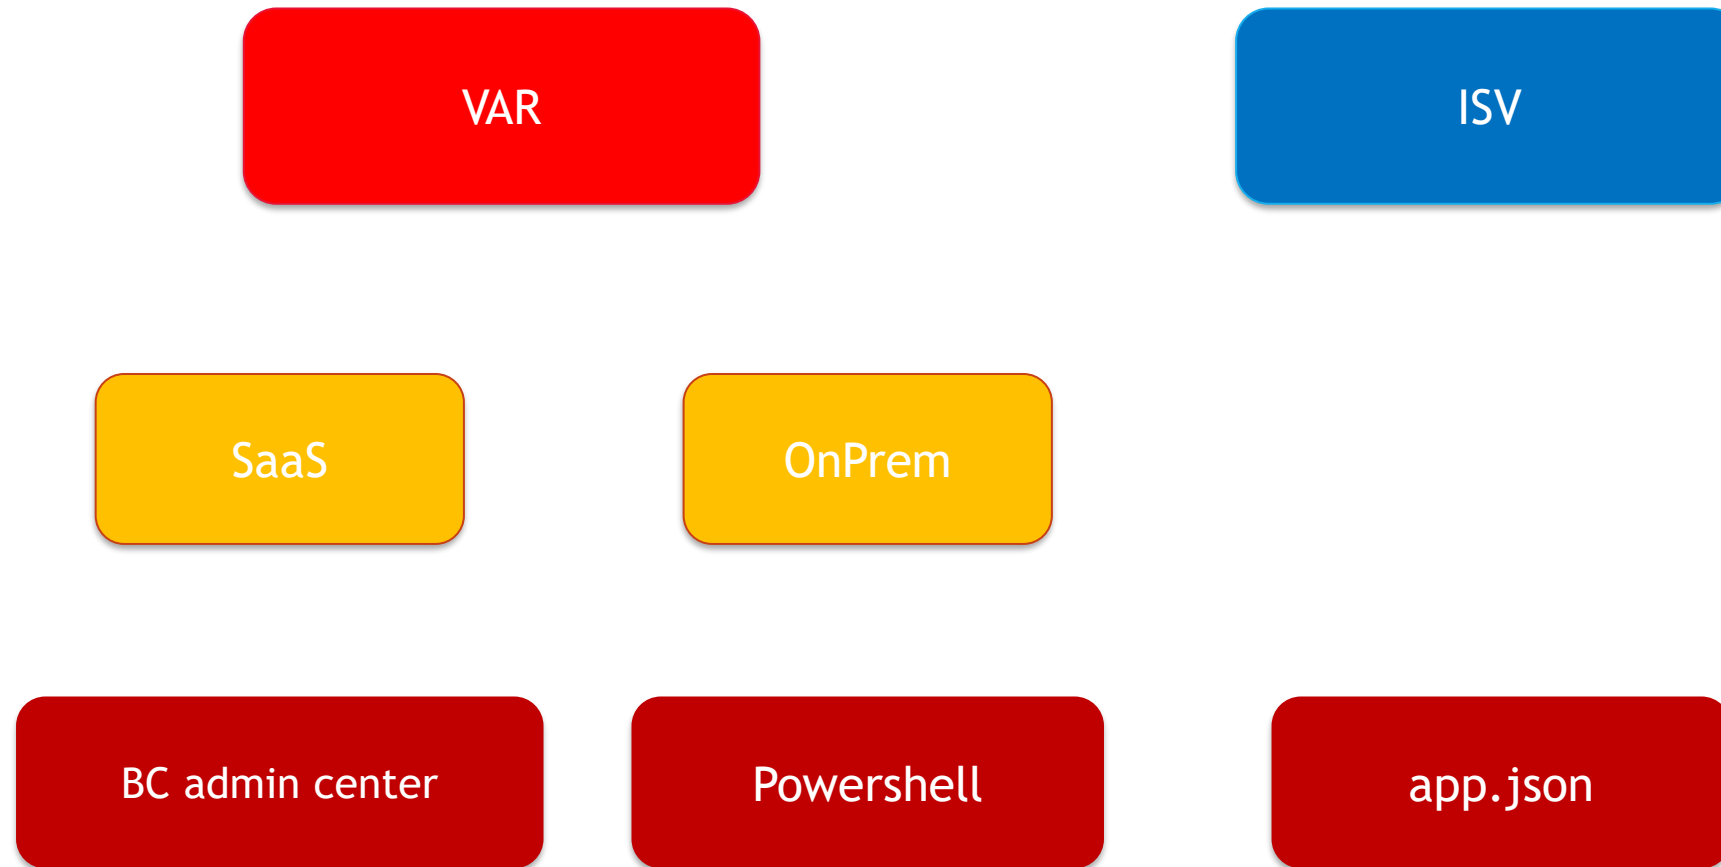 VAR
ISV
SaaS
OnPrem
BC admin center
Powershell
app.json